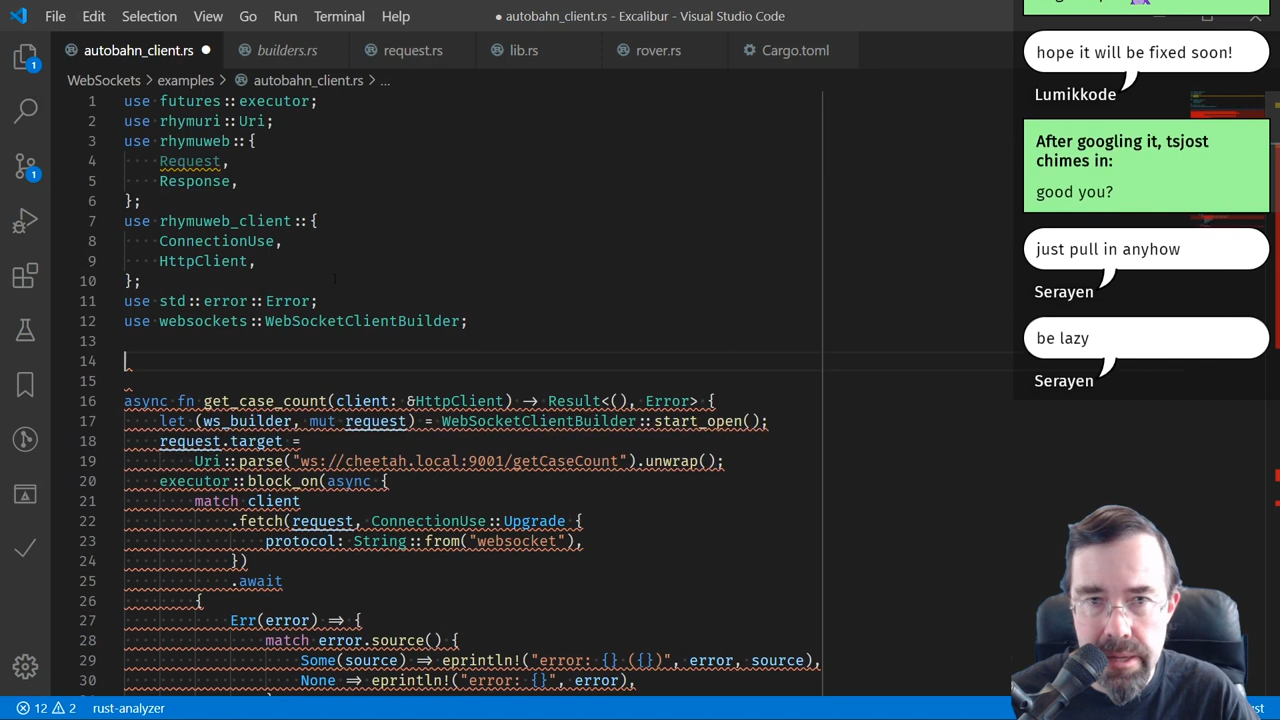 File Edit Selection View Go Run Terminal Help
● autobahn_client.rs - Excalibur - Visual Studio Code
autobahn_client.rs ● builders.rs request.rs lib.rs rover.rs Cargo.toml
WebSockets > examples > autobahn_client.rs > ...
1 use futures::executor;
2 use rhymuri::Uri;
3 use rhymuweb::{
4 Request,
5 Response,
6 };
7 use rhymuweb_client::{
8 ConnectionUse,
9 HttpClient,
10 };
11 use std::error::Error;
12 use websockets::WebSocketClientBuilder;
13
14
15
16 async fn get_case_count(client: &HttpClient) -> Result<(), Error> {
17 let (ws_builder, mut request) = WebSocketClientBuilder::start_open();
18 request.target =
19 Uri::parse("ws://cheetah.local:9001/getCaseCount").unwrap();
20 executor::block_on(async {
21 match client
22 .fetch(request, ConnectionUse::Upgrade {
23 protocol: String::from("websocket"),
24 })
25 .await
26 {
27 Err(error) => {
28 match error.source() {
29 Some(source) => eprintln!("error: {} ({})", error, source),
30 None => eprintln!("error: {}", error),
hope it will be fixed soon!
Lumikkode
After googling it, tsjost
chimes in:
good you?
just pull in anyhow
Serayen
be lazy
Serayen
1
1
12 2 rust-analyzer